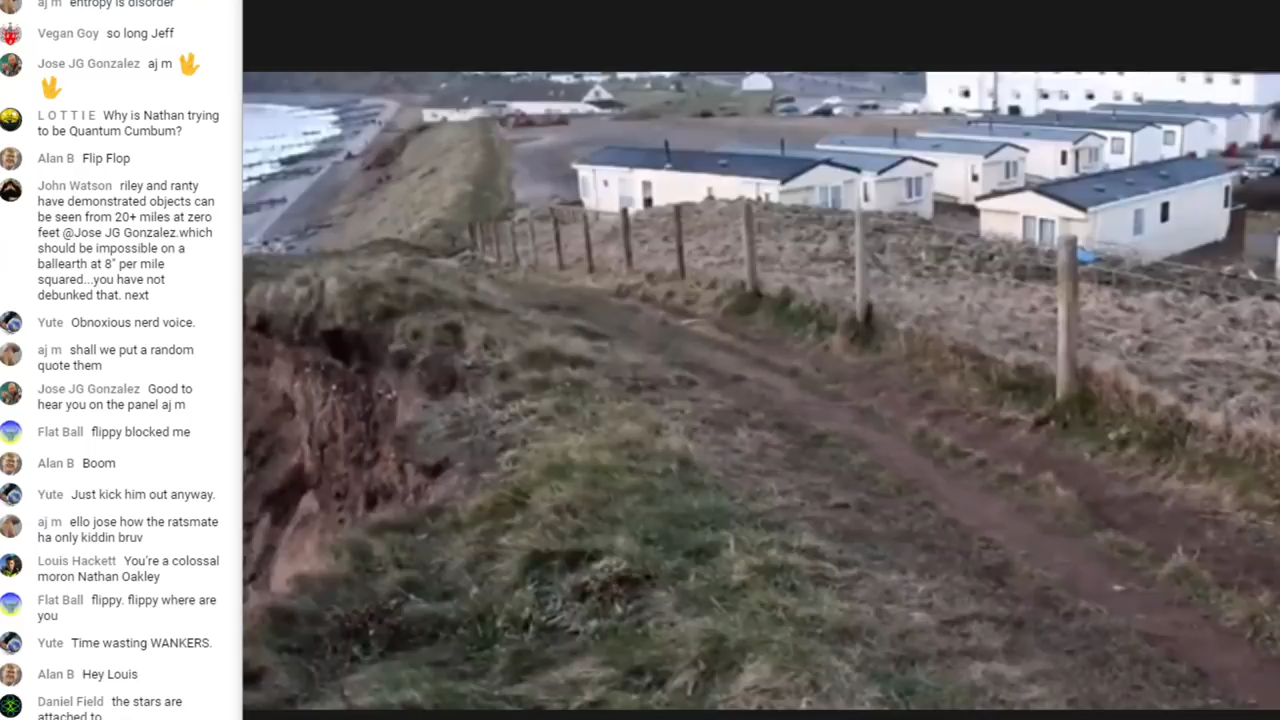 aj m entropy is disorder
Vegan Goy so long Jeff
Jose JG Gonzalez aj m 🖖
🖖
L O T T I E Why is Nathan trying
to be Quantum Cumbum?
Alan B Flip Flop
John Watson riley and ranty
have demonstrated objects can
be seen from 20+ miles at zero
feet @Jose JG Gonzalez.which
should be impossible on a
ballearth at 8" per mile
squared...you have not
debunked that. next
Yute Obnoxious nerd voice.
aj m shall we put a random
quote them
Jose JG Gonzalez Good to
hear you on the panel aj m
Flat Ball flippy blocked me
Alan B Boom
Yute Just kick him out anyway.
aj m ello jose how the ratsmate
ha only kiddin bruv
Louis Hackett You're a colossal
moron Nathan Oakley
Flat Ball flippy. flippy where are
you
Yute Time wasting WANKERS.
Alan B Hey Louis
Daniel Field the stars are
attached to